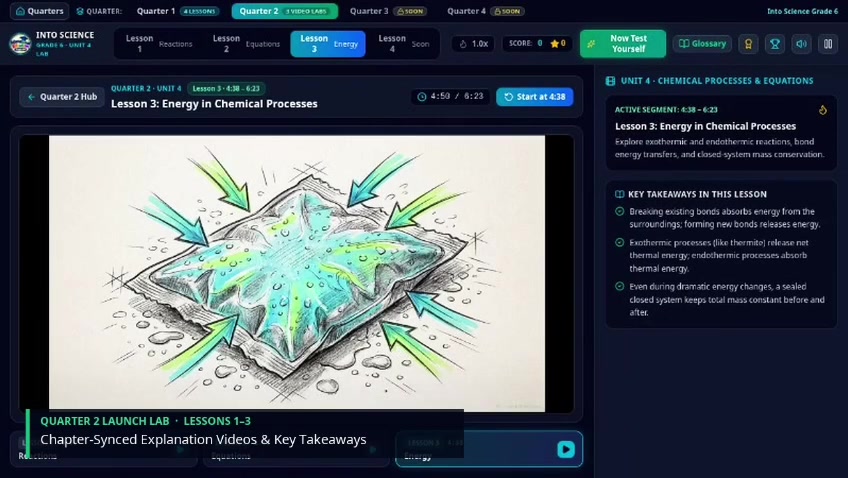 Quarters
QUARTER:
Quarter 1
4 LESSONS
Quarter 2
3 VIDEO LABS
Quarter 3
SOON
Quarter 4
SOON
Into Science Grade 6
INTO SCIENCE
GRADE 6 · UNIT 4
LAB
Lesson 1
Reactions
Lesson 2
Equations
Lesson 3
Energy
Lesson 4
Soon
1.0x
SCORE: 0
0
Now Test
Yourself
Glossary
Quarter 2 Hub
QUARTER 2 · UNIT 4
Lesson 3 · 4:38 – 6:23
Lesson 3: Energy in Chemical Processes
4:50 / 6:23
Start at 4:38
QUARTER 2 LAUNCH LAB · LESSONS 1–3
Chapter-Synced Explanation Videos & Key Takeaways
Reactions
Equations
LESSON 3
Energy
UNIT 4 · CHEMICAL PROCESSES & EQUATIONS
ACTIVE SEGMENT: 4:38 – 6:23
Lesson 3: Energy in Chemical Processes
Explore exothermic and endothermic reactions, bond
energy transfers, and closed-system mass conservation.
KEY TAKEAWAYS IN THIS LESSON
Breaking existing bonds absorbs energy from the
surroundings; forming new bonds releases energy.
Exothermic processes (like thermite) release net
thermal energy; endothermic processes absorb
thermal energy.
Even during dramatic energy changes, a sealed
closed system keeps total mass constant before and
after.